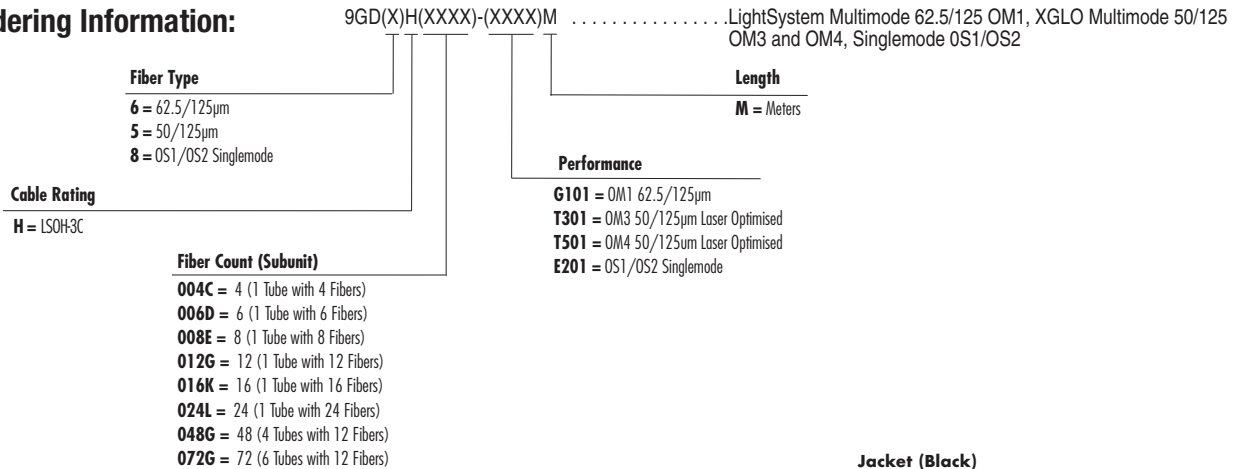 dering Information:
9GD(X)H(XXXX)-(XXXX)M . . . . . . . . . . . . . . . .LightSystem Multimode 62.5/125 OM1, XGLO Multimode 50/125
OM3 and OM4, Singlemode 0S1/OS2
Fiber Type
6 = 62.5/125µm
5 = 50/125µm
8 = OS1/OS2 Singlemode
Cable Rating
H = LSOH-3C
Fiber Count (Subunit)
004C = 4 (1 Tube with 4 Fibers)
006D = 6 (1 Tube with 6 Fibers)
008E = 8 (1 Tube with 8 Fibers)
012G = 12 (1 Tube with 12 Fibers)
016K = 16 (1 Tube with 16 Fibers)
024L = 24 (1 Tube with 24 Fibers)
048G = 48 (4 Tubes with 12 Fibers)
072G = 72 (6 Tubes with 12 Fibers)
Performance
G101 = OM1 62.5/125µm
T301 = OM3 50/125µm Laser Optimised
T501 = OM4 50/125um Laser Optimised
E201 = OS1/OS2 Singlemode
Length
M = Meters
Jacket (Black)